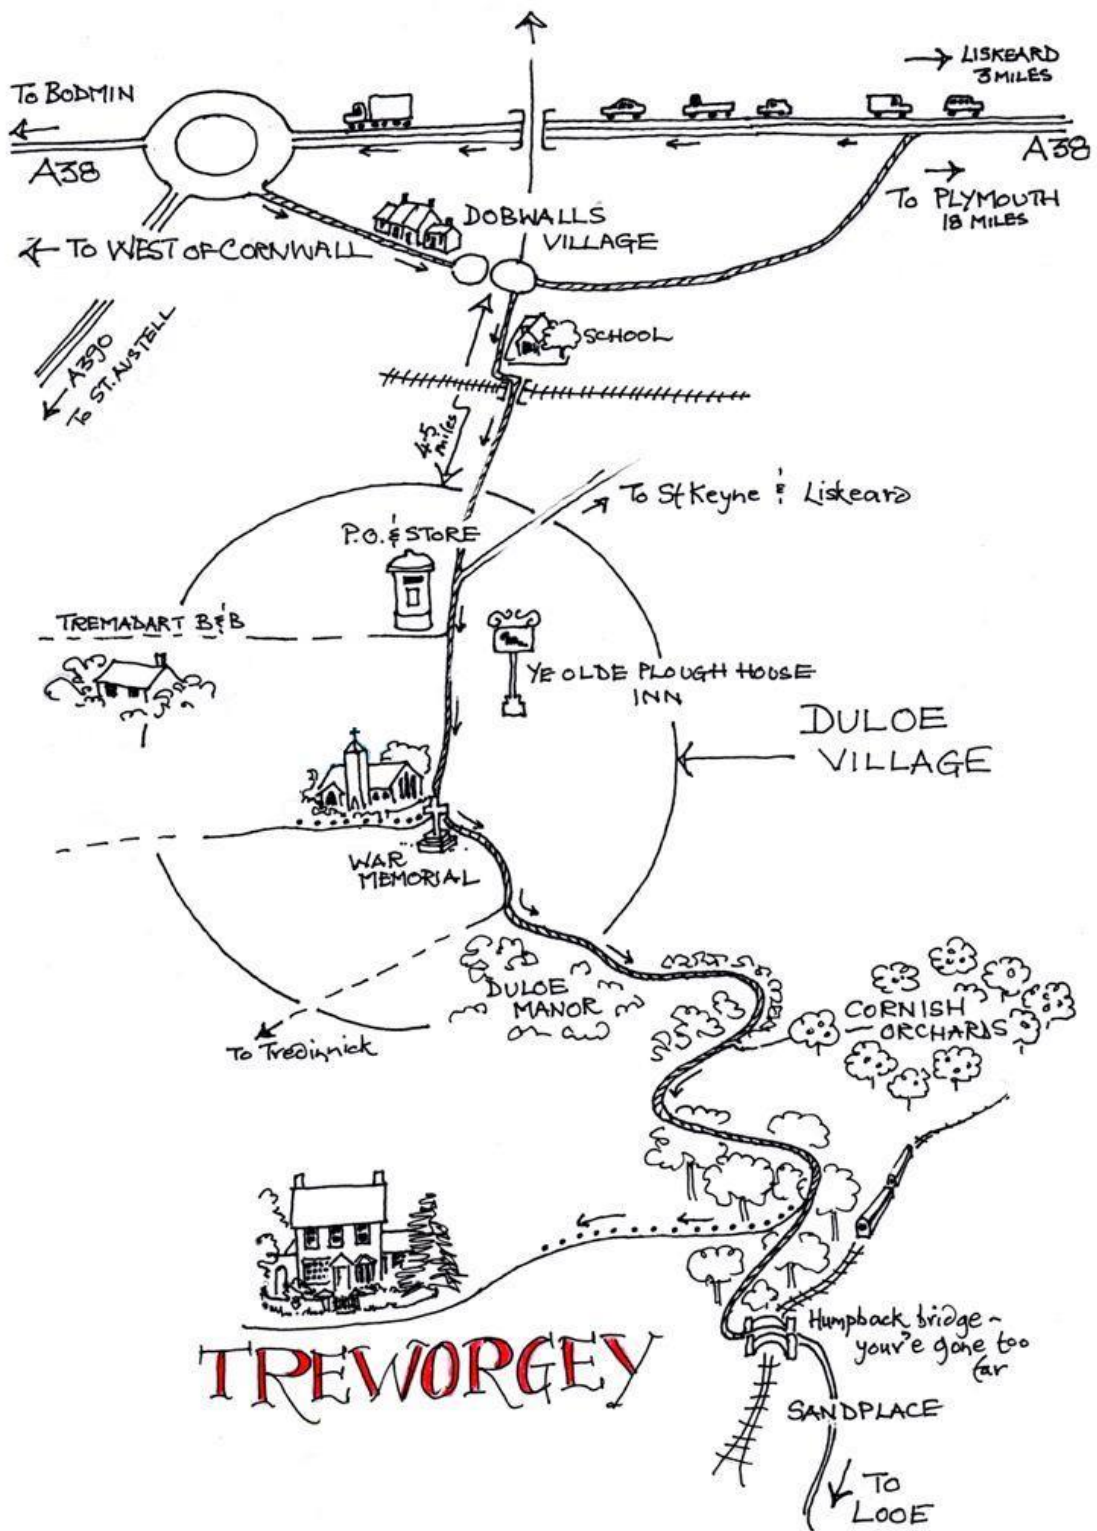 LISKEARD
3 MILES
TO BODMIN
A38
A38
TO PLYMOUTH
18 MILES
DOBWALLS
VILLAGE
TO WEST OF CORNWALL
A390
TO ST. AUSTELL
SCHOOL
4.5
miles
To St Keyne & Liskeard
P.O. & STORE
TREMADART B&B
YE OLDE PLOUGH HOUSE
INN
DULOE
VILLAGE
WAR
MEMORIAL
DULOE
MANOR
CORNISH
ORCHARDS
To Tredinnick
Humpback bridge ~
your'e gone too
far
TREWORGEY
SANDPLACE
TO
LOOE